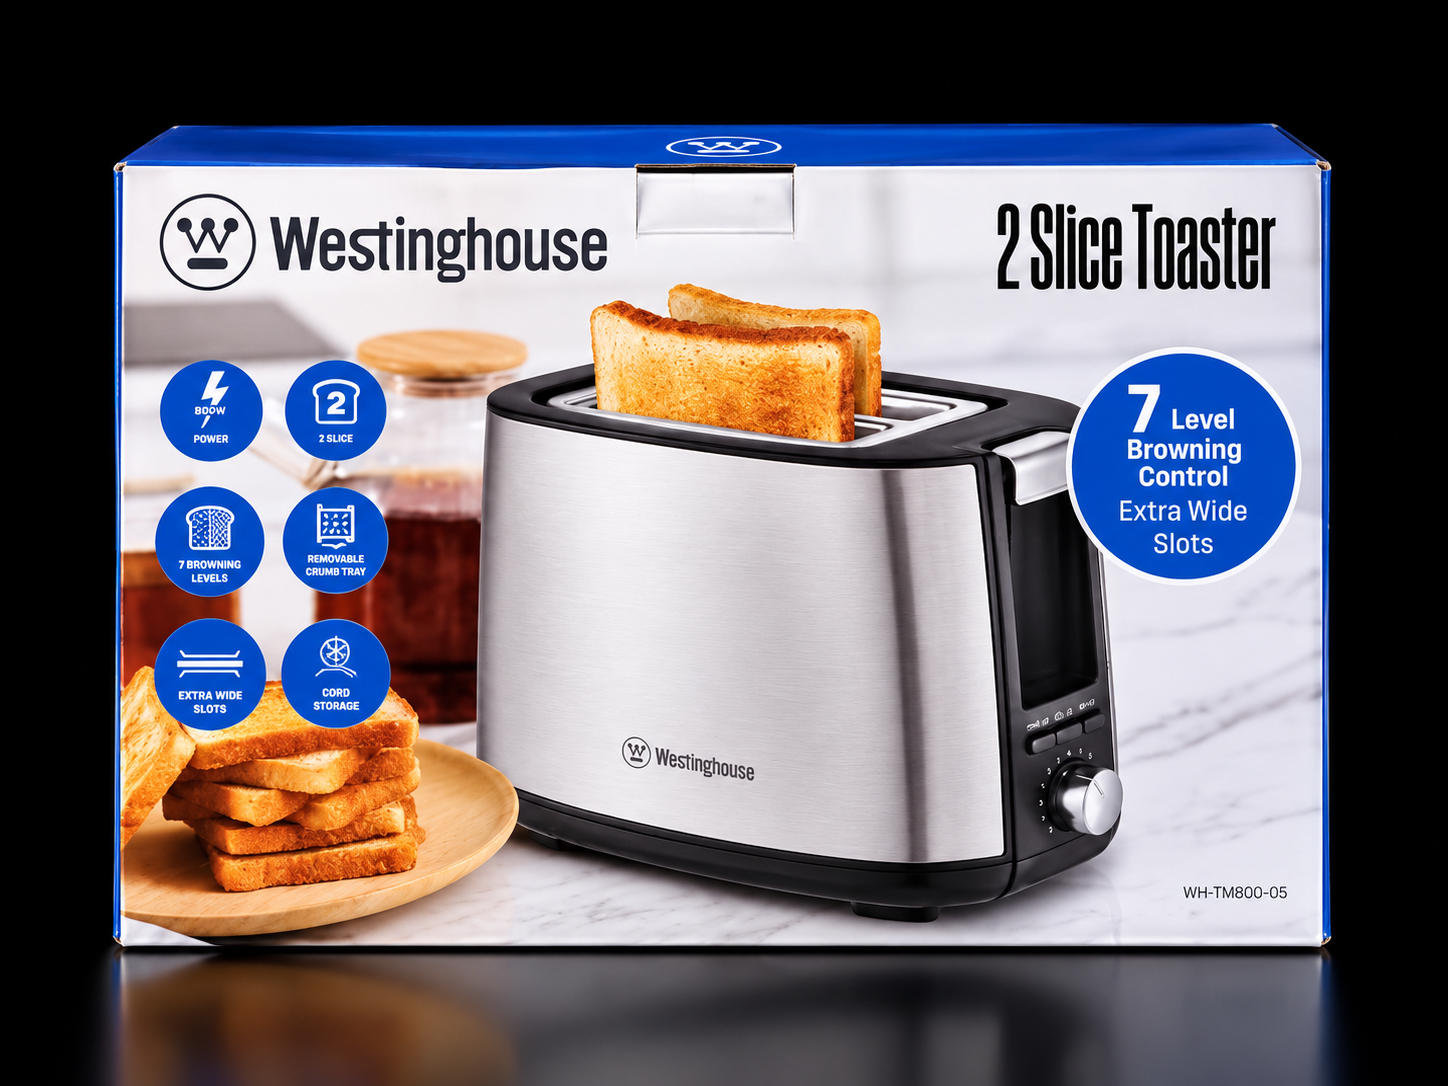 Westinghouse
2 Slice Toaster
800W
POWER
2
2 SLICE
7 BROWNING
LEVELS
REMOVABLE
CRUMB TRAY
EXTRA WIDE
SLOTS
CORD
STORAGE
7 Level
Browning
Control
Extra Wide
Slots
Westinghouse
WH-TM800-05